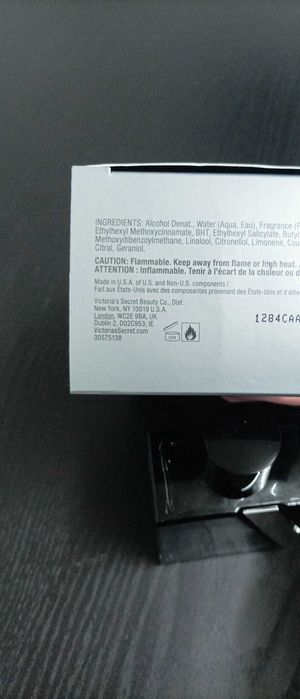 INGREDIENTS: Alcohol Denat., Water (Aqua, Eau), Fragrance
Ethylhexyl Methoxycinnamate, BHT, Ethylhexyl Salicylate,
Methoxydibenzoylmethane, Linalool, Citronellol, Limonene,
Citral, Geraniol.
CAUTION: Flammable. Keep away from flame or high heat.
ATTENTION : Inflammable. Tenir à l'écart de la chaleur ou
Made in U.S.A. of U.S. and Non-U.S. components /
Fait aux États-Unis avec des composantes provenant des États-Unis et
Victoria's Secret Beauty Co., Dist.
New York, NY 10019 U.S.A.
London, WC2E 9BA, UK
Dublin 2, D02C953, IE
VictoriasSecret.com
30575138
12M
1284CAA